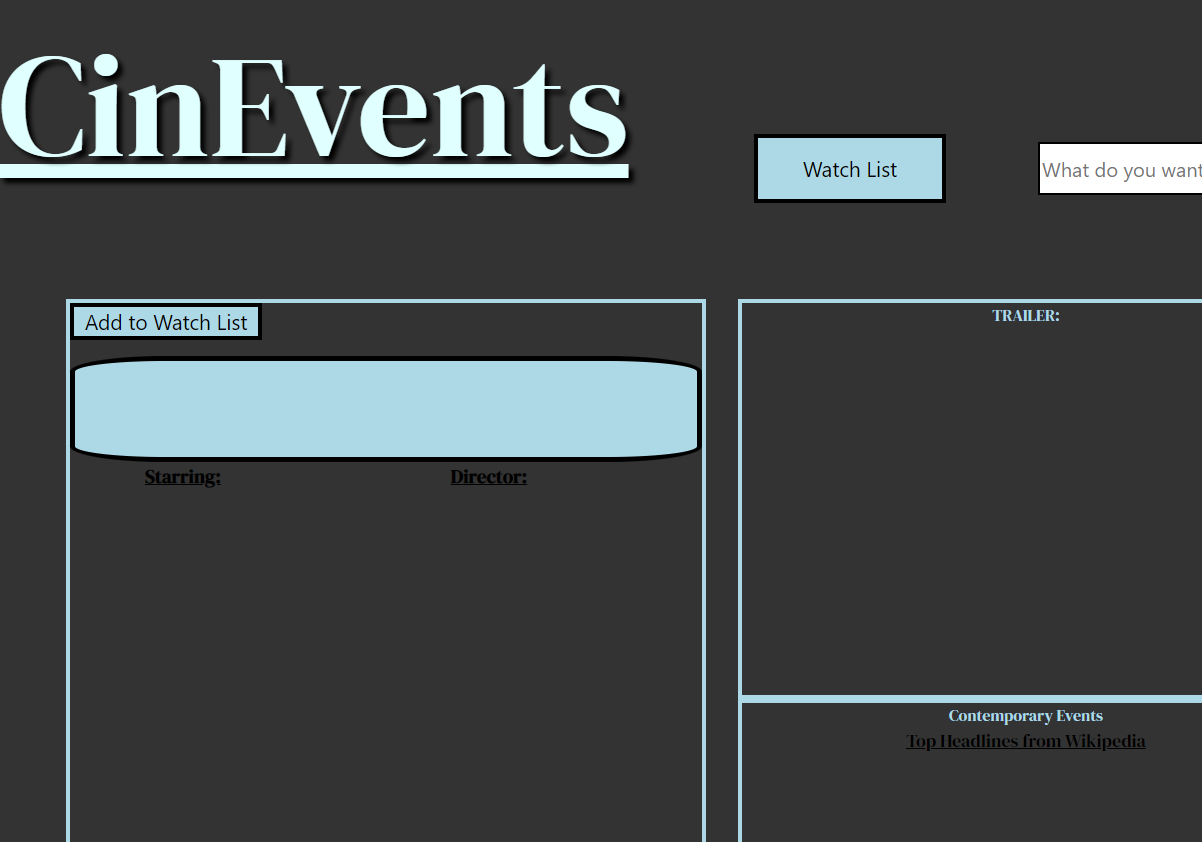 CinEvents
Watch List
What do you want
Add to Watch List
Starring:
Director:
TRAILER:
Contemporary Events
Top Headlines from Wikipedia